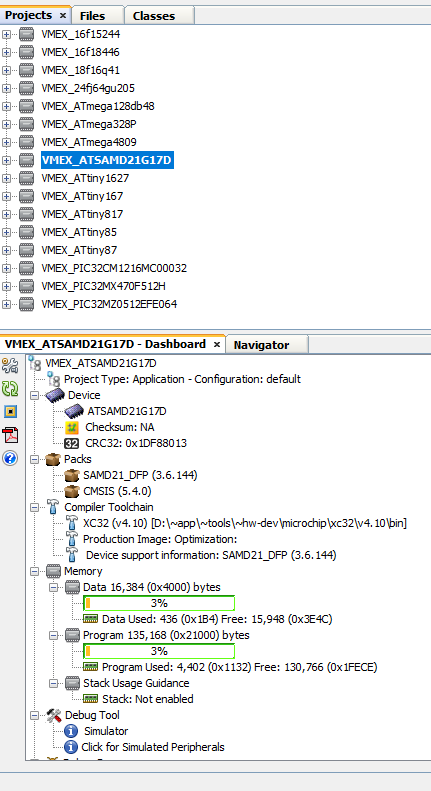 Projects × Files Classes
VMEX_16f15244
VMEX_16f18446
VMEX_18f16q41
VMEX_24fj64gu205
VMEX_ATmega128db48
VMEX_ATmega328P
VMEX_ATmega4809
VMEX_ATSAMD21G17D
VMEX_ATtiny1627
VMEX_ATtiny167
VMEX_ATtiny817
VMEX_ATtiny85
VMEX_ATtiny87
VMEX_PIC32CM1216MC00032
VMEX_PIC32MX470F512H
VMEX_PIC32MZ0512EFE064
VMEX_ATSAMD21G17D - Dashboard × Navigator
VMEX_ATSAMD21G17D
Project Type: Application - Configuration: default
Device
ATSAMD21G17D
Checksum: NA
32 CRC32: 0x1DF88013
Packs
SAMD21_DFP (3.6.144)
CMSIS (5.4.0)
Compiler Toolchain
XC32 (v4.10) [D:\~app\~tools\~hw-dev\microchip\xc32\v4.10\bin]
Production Image: Optimization:
Device support information: SAMD21_DFP (3.6.144)
Memory
Data 16,384 (0x4000) bytes
3%
Data Used: 436 (0x1B4) Free: 15,948 (0x3E4C)
Program 135,168 (0x21000) bytes
3%
Program Used: 4,402 (0x1132) Free: 130,766 (0x1FECE)
Stack Usage Guidance
Stack: Not enabled
Debug Tool
Simulator
Click for Simulated Peripherals